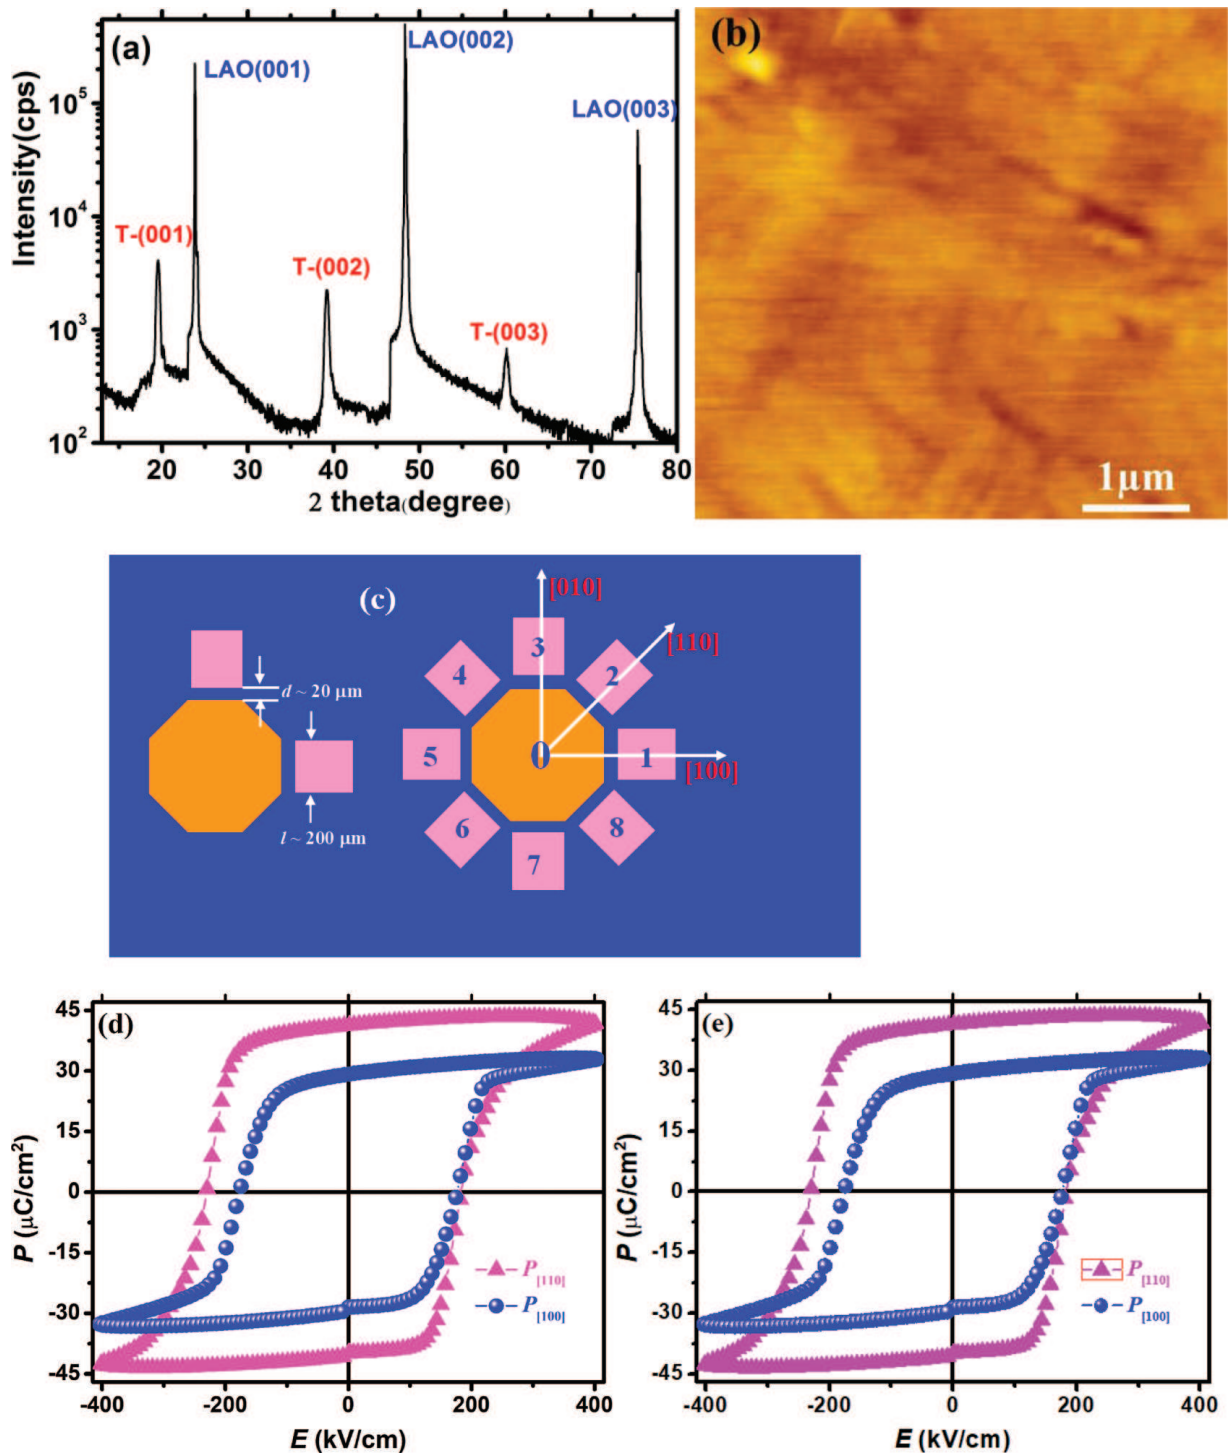 (a)
LAO(001)
LAO(002)
LAO(003)
T-(001)
T-(002)
T-(003)
Intensity(cps)
10^5
10^4
10^3
10^2
20 30 40 50 60 70 80
2 theta(degree)
(b)
1μm
(c)
d ~ 20 μm
l ~ 200 μm
[010]
[110]
[100]
0
1
2
3
4
5
6
7
8
(d)
P (μC/cm²)
45
30
15
0
-15
-30
-45
-400 -200 0 200 400
E (kV/cm)
P[110]
P[100]
(e)
P (μC/cm²)
45
30
15
0
-15
-30
-45
-400 -200 0 200 400
E (kV/cm)
P[110]
P[100]